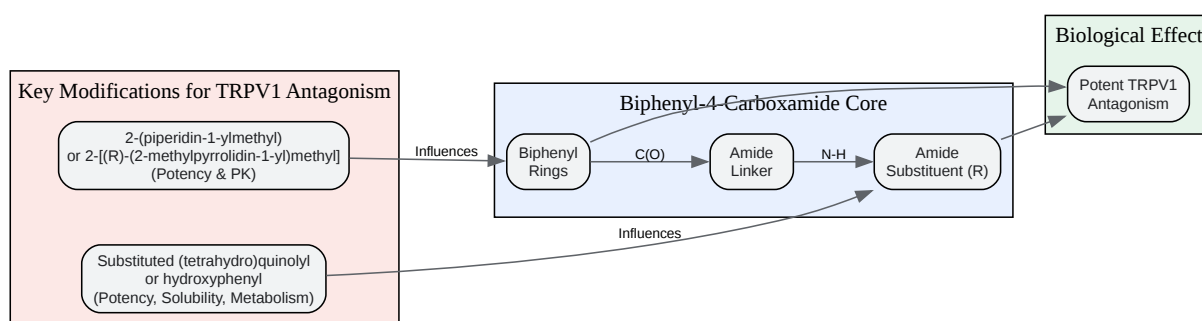 Biological Effect
Potent TRPV1
Antagonism
Key Modifications for TRPV1 Antagonism
2-(piperidin-1-ylmethyl)
or 2-[(R)-(2-methylpyrrolidin-1-yl)methyl]
(Potency & PK)
Influences
Biphenyl-4-Carboxamide Core
Biphenyl
Rings
C(O)
Amide
Linker
N-H
Amide
Substituent (R)
Influences
Substituted (tetrahydro)quinolyl
or hydroxyphenyl
(Potency, Solubility, Metabolism)